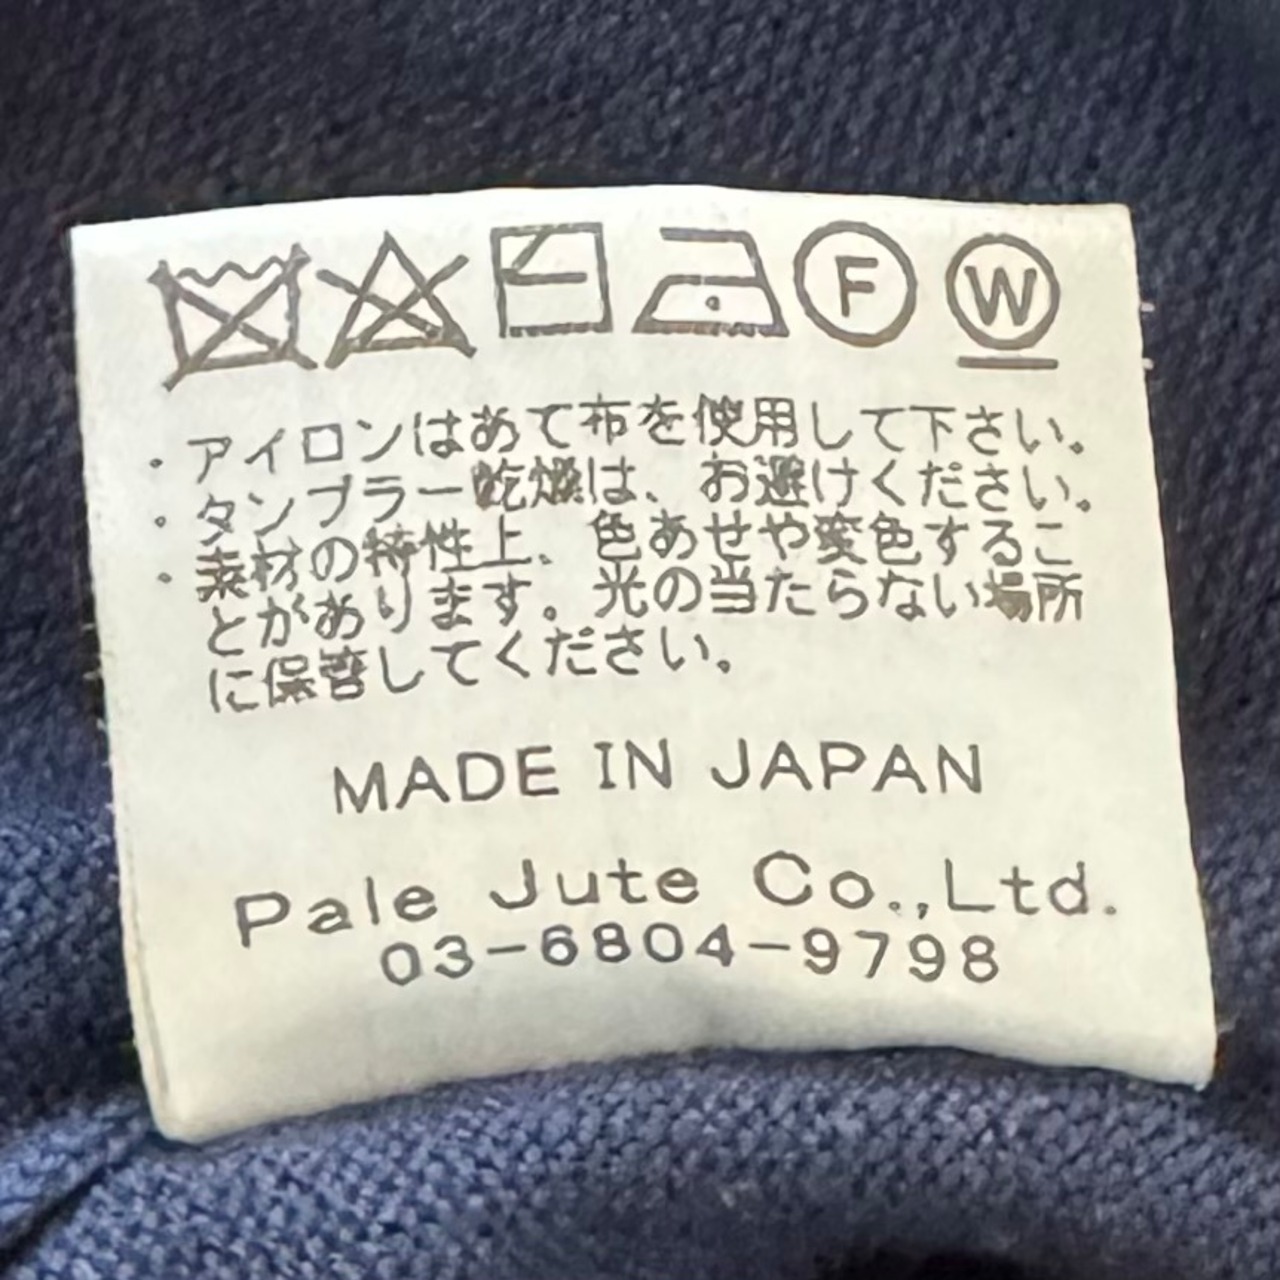 F W
・アイロンはあて布を使用して下さい。
・タンブラー乾燥は、お避けください。
・素材の特性上、色あせや変色するこ
とがあります。光の当たらない場所
に保管してください。
MADE IN JAPAN
Pale Jute Co.,Ltd.
03-6804-9798